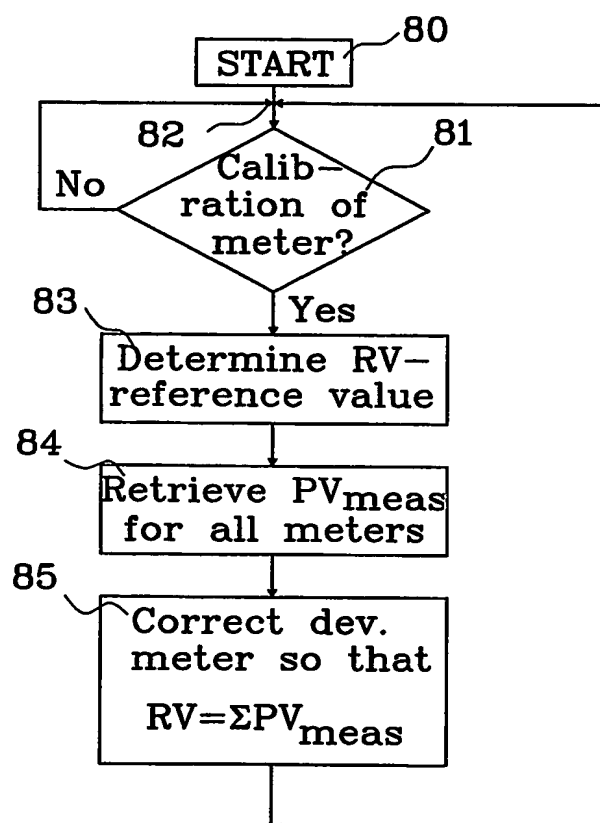 80
START
82
81
Calib-
ration of
meter?
No
Yes
83
Determine RV-
reference value
84
Retrieve PVmeas
for all meters
85
Correct dev.
meter so that
RV=ΣPVmeas